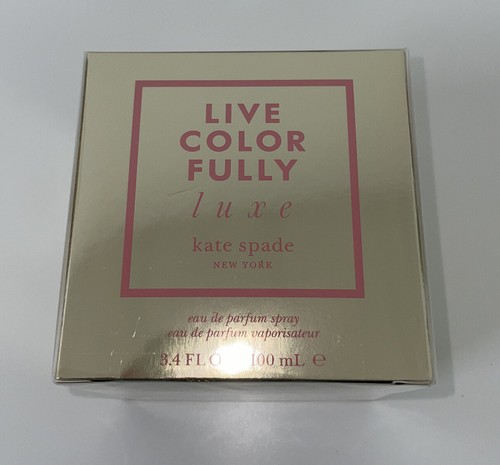 LIVE
COLOR
FULLY
luxe
kate spade
NEW YORK
eau de parfum spray
eau de parfum vaporisateur
3.4 FL O 100 mL ℮